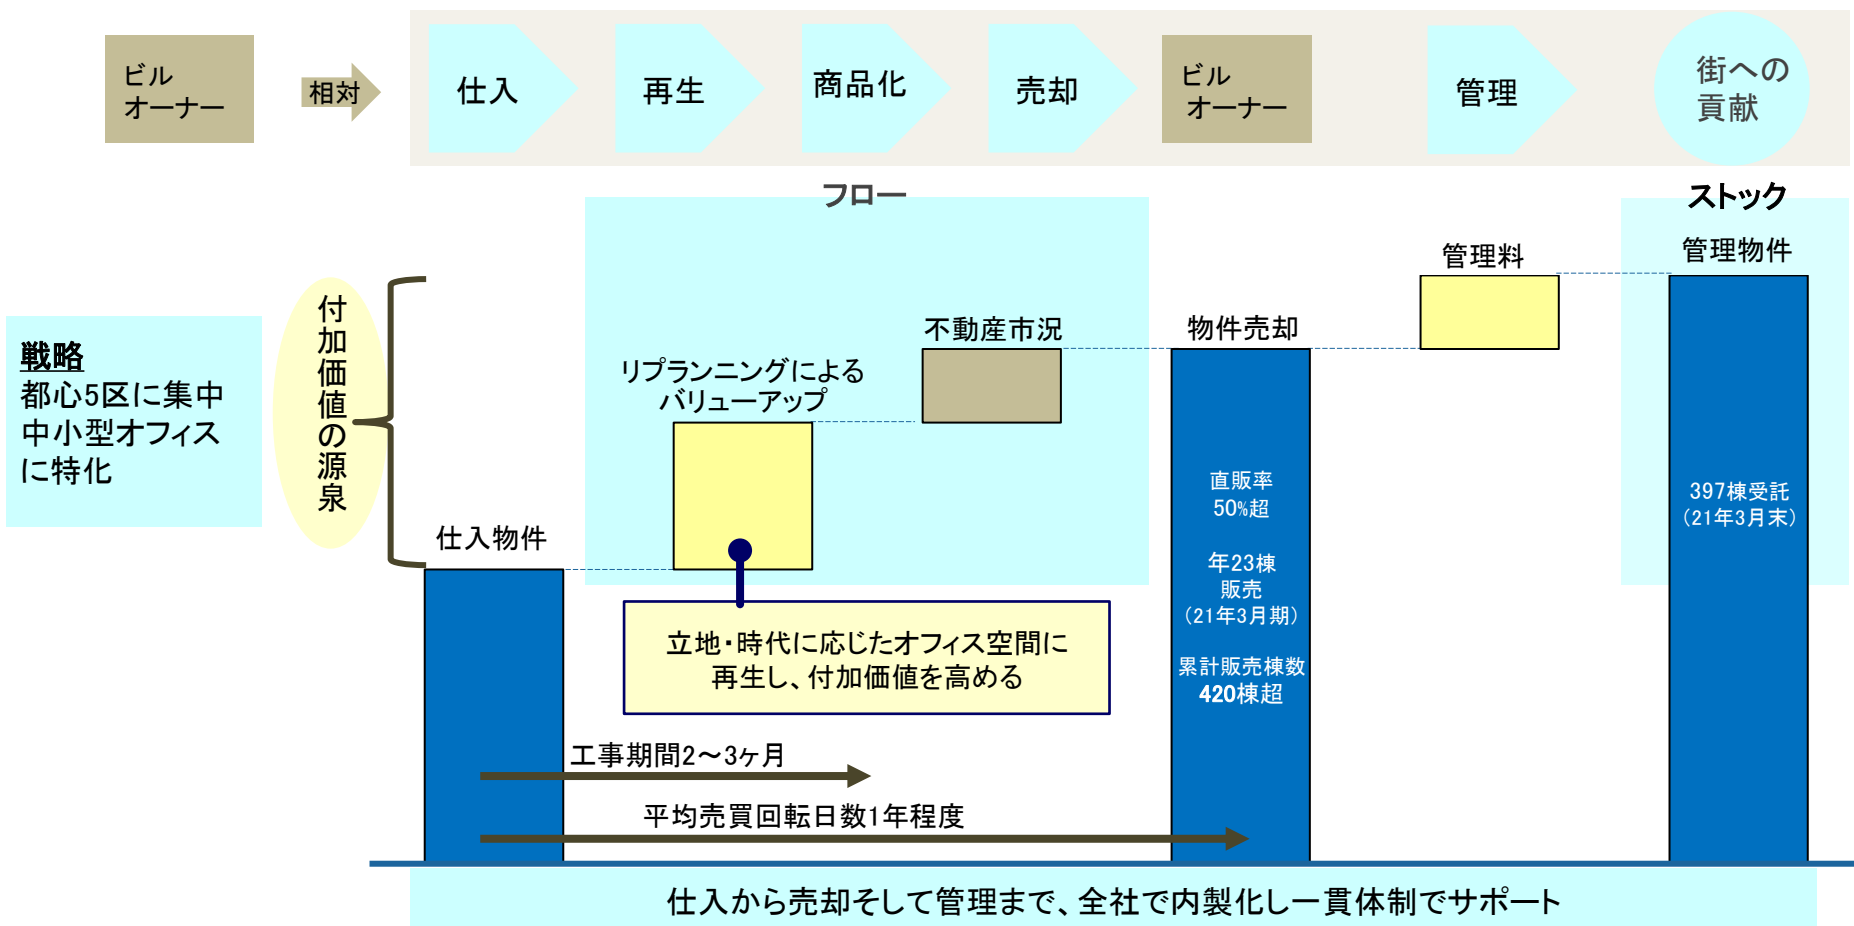 ビル
オーナー
相対
仕入
再生
商品化
売却
ビル
オーナー
管理
街への
貢献
フロー
ストック
戦略
都心5区に集中
中小型オフィス
に特化
付加価値の源泉
仕入物件
リプランニングによる
バリューアップ
不動産市況
物件売却
管理料
管理物件
直販率
50%超
年23棟
販売
（21年3月期）
累計販売棟数
420棟超
397棟受託
（21年3月末）
立地・時代に応じたオフィス空間に
再生し、付加価値を高める
工事期間2～3ヶ月
平均売買回転日数1年程度
仕入から売却そして管理まで、全社で内製化し一貫体制でサポート